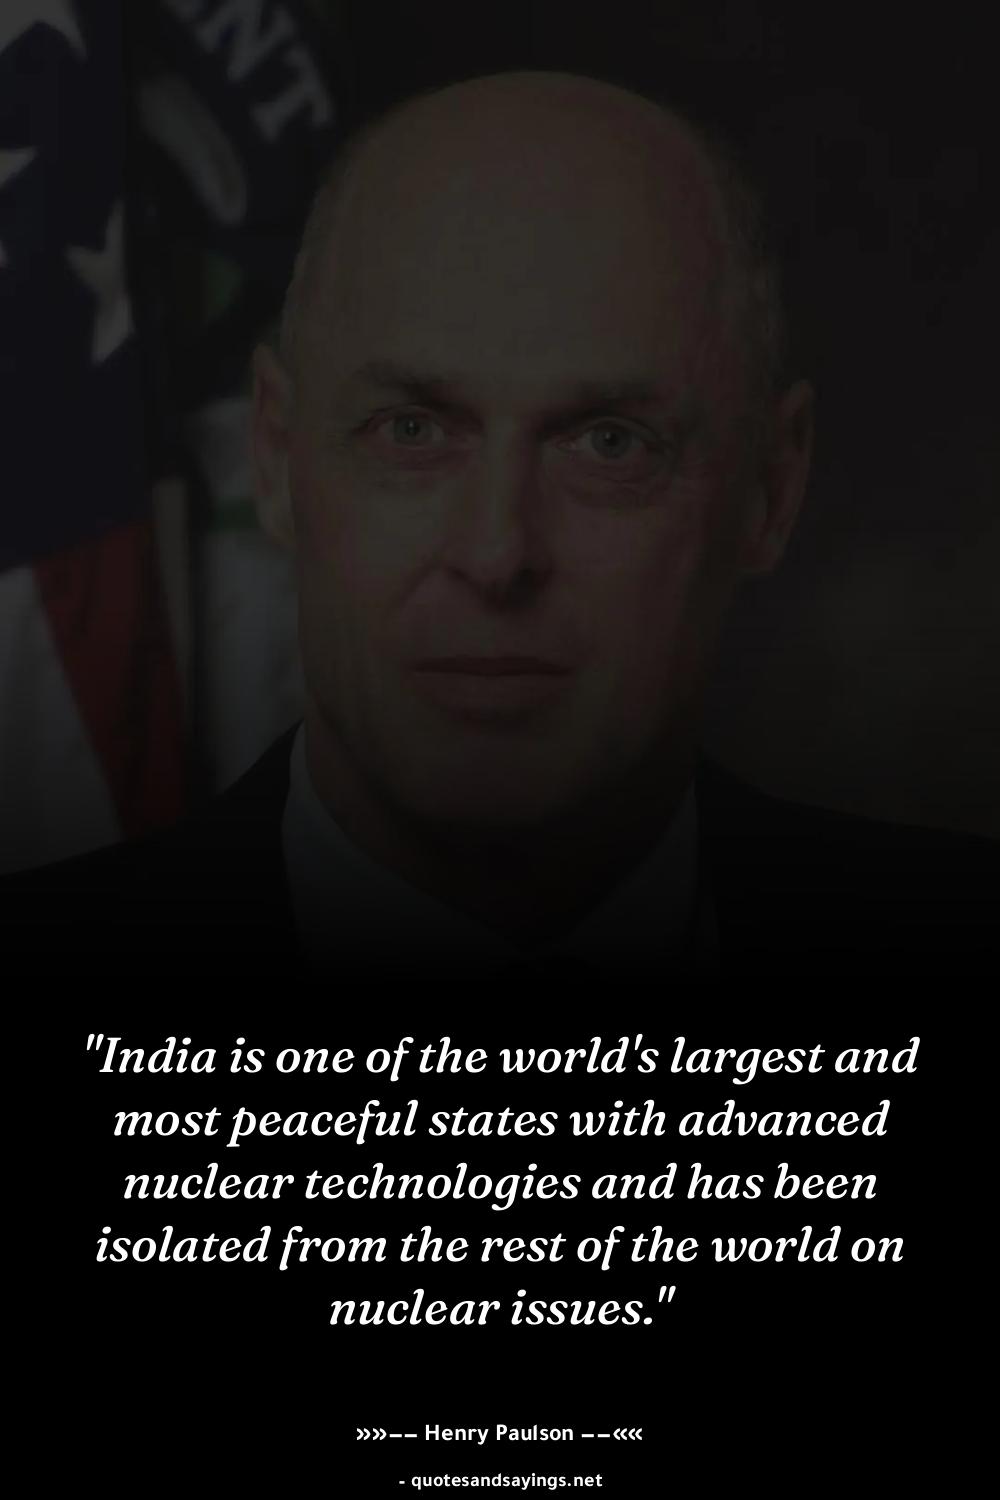 ENT
"India is one of the world's largest and
most peaceful states with advanced
nuclear technologies and has been
isolated from the rest of the world on
nuclear issues."
»»−− Henry Paulson −−««
- quotesandsayings.net